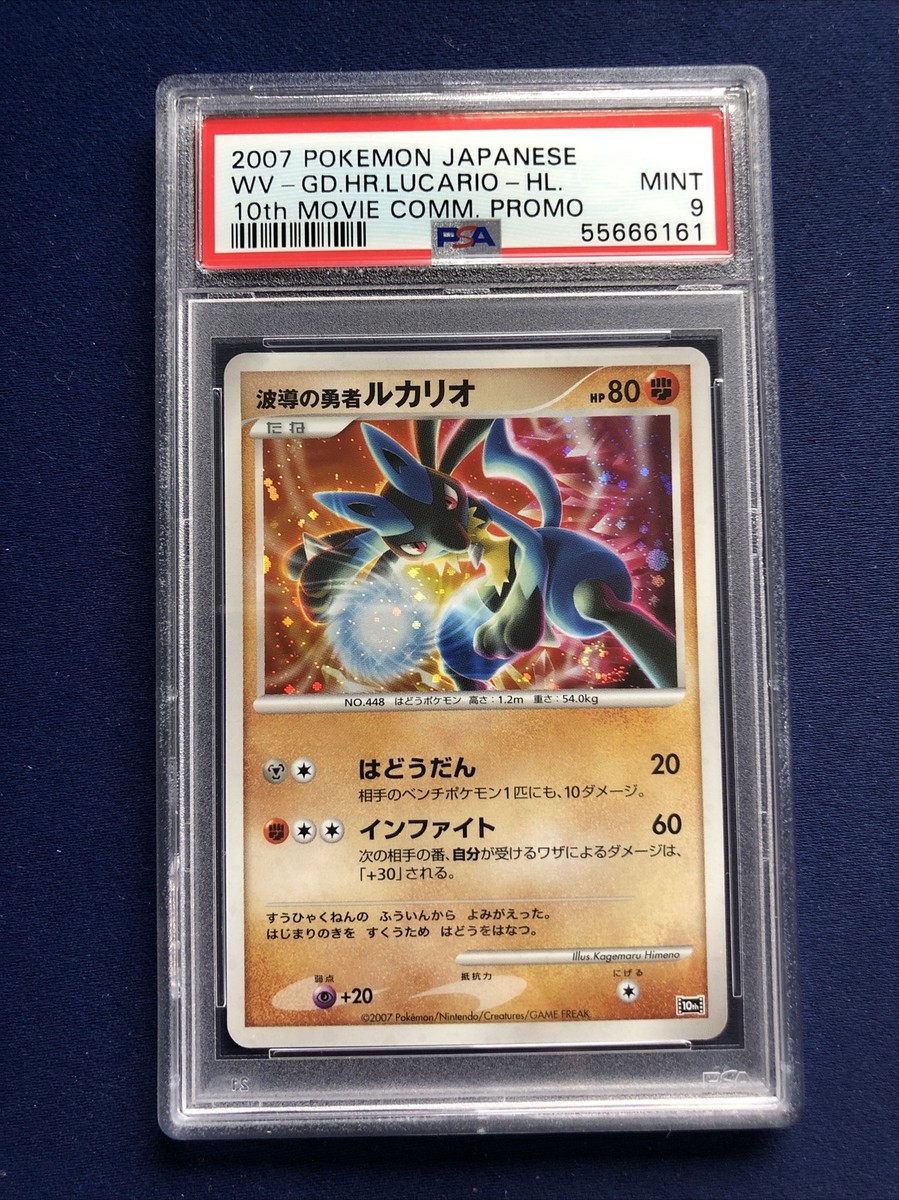 2007 POKEMON JAPANESE
WV - GD.HR.LUCARIO - HL. MINT
10th MOVIE COMM. PROMO 9
PSA 55666161
波導の勇者ルカリオ HP 80
たね
NO.448 はどうポケモン 高さ:1.2m 重さ:54.0kg
はどうだん 20
相手のベンチポケモン1匹にも、10ダメージ。
インファイト 60
次の相手の番、自分が受けるワザによるダメージは、
「+30」される。
すうひゃくねんの ふういんから よみがえった。
はじまりのきを すくうため はどうをはなつ。
Illus.Kagemaru Himeno
弱点 抵抗力 にげる
+20
10th
©2007 Pokémon/Nintendo/Creatures/GAME FREAK.